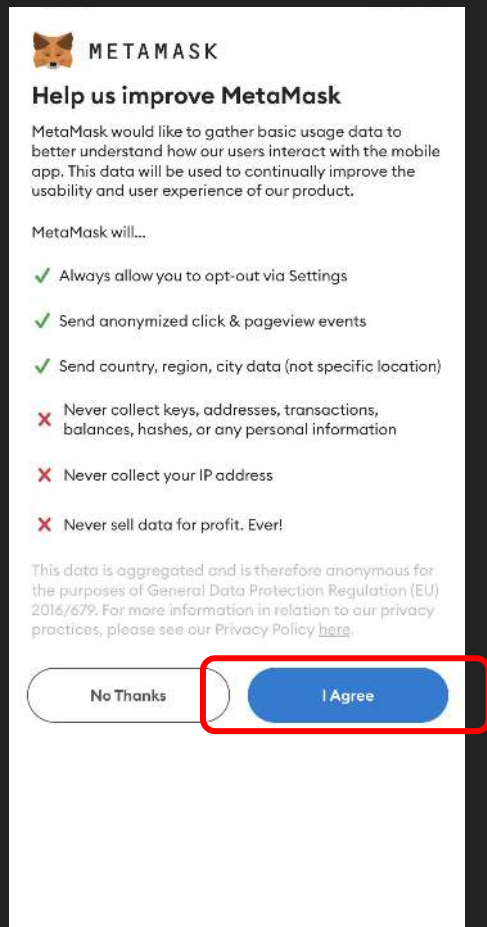 METAMASK
Help us improve MetaMask
MetaMask would like to gather basic usage data to
better understand how our users interact with the mobile
app. This data will be used to continually improve the
usability and user experience of our product.
MetaMask will...
Always allow you to opt-out via Settings
Send anonymized click & pageview events
Send country, region, city data (not specific location)
Never collect keys, addresses, transactions,
balances, hashes, or any personal information
Never collect your IP address
Never sell data for profit. Ever!
This data is aggregated and is therefore anonymous for
the purposes of General Data Protection Regulation (EU)
2016/679. For more information in relation to our privacy
practices, please see our Privacy Policy here.
No Thanks
I Agree